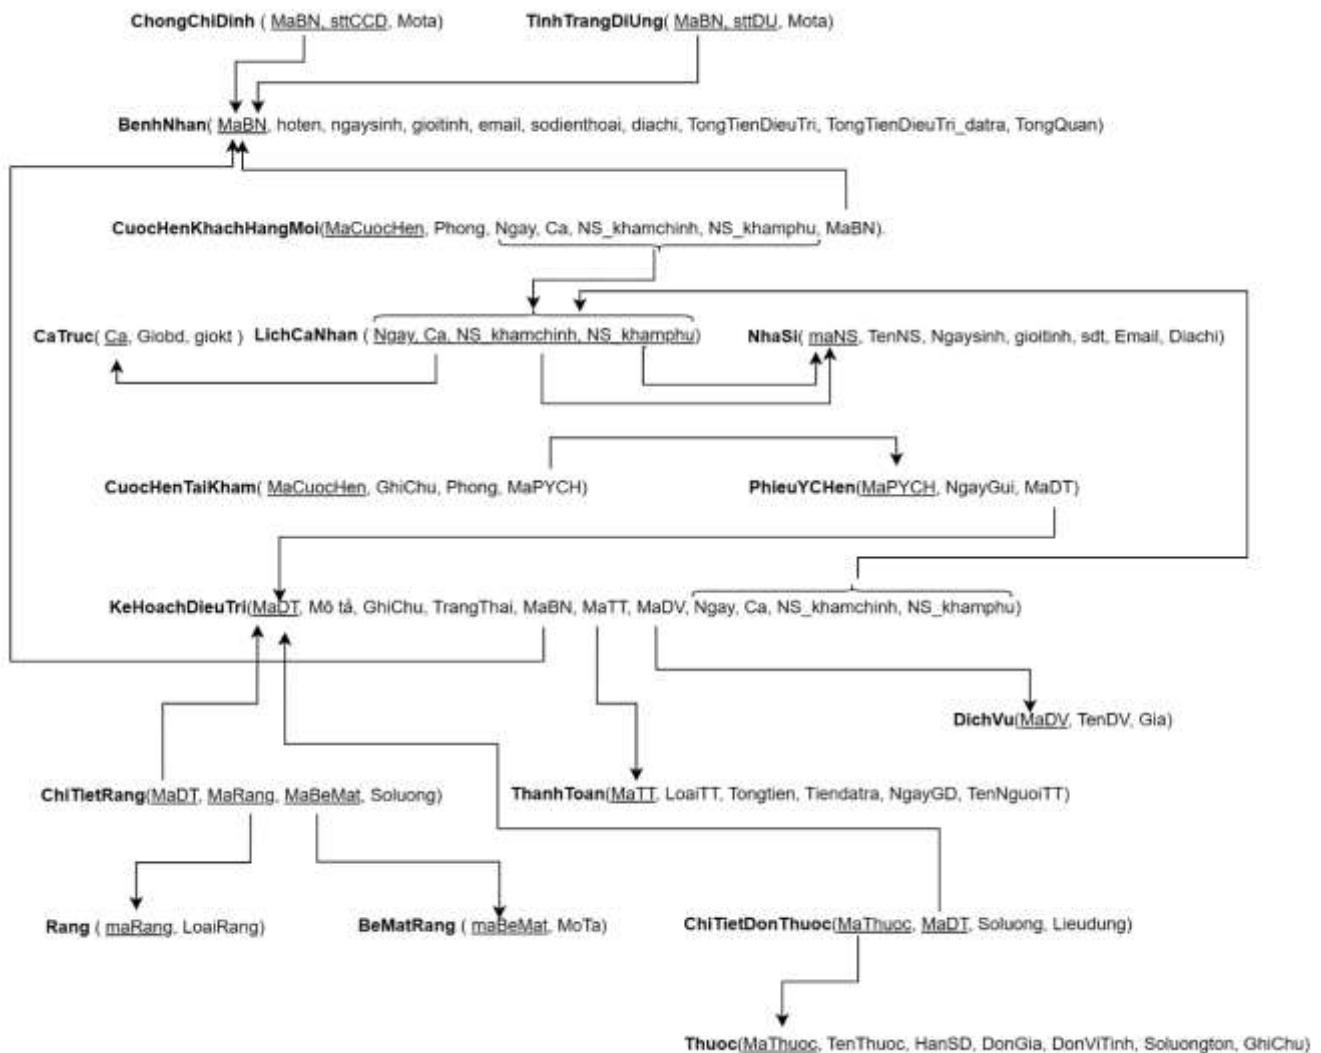 ChongChiDinh ( MaBN, sttCCD, Mota) TinhTrangDiUng( MaBN, sttDU, Mota)
BenhNhan( MaBN, hoten, ngaysinh, gioitinh, email, sodienthoai, diachi, TongTienDieuTri, TongTienDieuTri_datra, TongQuan)
CuocHenKhachHangMoi(MaCuocHen, Phong, Ngay, Ca, NS_khamchinh, NS_khamphu, MaBN).
CaTruc( Ca, Giobd, giokt ) LichCaNhan ( Ngay, Ca, NS_khamchinh, NS_khamphu) NhaSi( maNS, TenNS, Ngaysinh, gioitinh, sdt, Email, Diachi)
CuocHenTaiKham( MaCuocHen, GhiChu, Phong, MaPYCH) PhieuYCHen(MaPYCH, NgayGui, MaDT)
KeHoachDieuTri(MaDT, Mô tả, GhiChu, TrangThai, MaBN, MaTT, MaDV, Ngay, Ca, NS_khamchinh, NS_khamphu)
DichVu(MaDV, TenDV, Gia)
ChiTietRang(MaDT, MaRang, MaBeMat, Soluong) ThanhToan(MaTT, LoaiTT, Tongtien, Tiendatra, NgayGD, TenNguoiTT)
Rang ( maRang, LoaiRang) BeMatRang ( maBeMat, MoTa) ChiTietDonThuoc(MaThuoc, MaDT, Soluong, Lieudung)
Thuoc(MaThuoc, TenThuoc, HanSD, DonGia, DonViTinh, Soluongton, GhiChu)